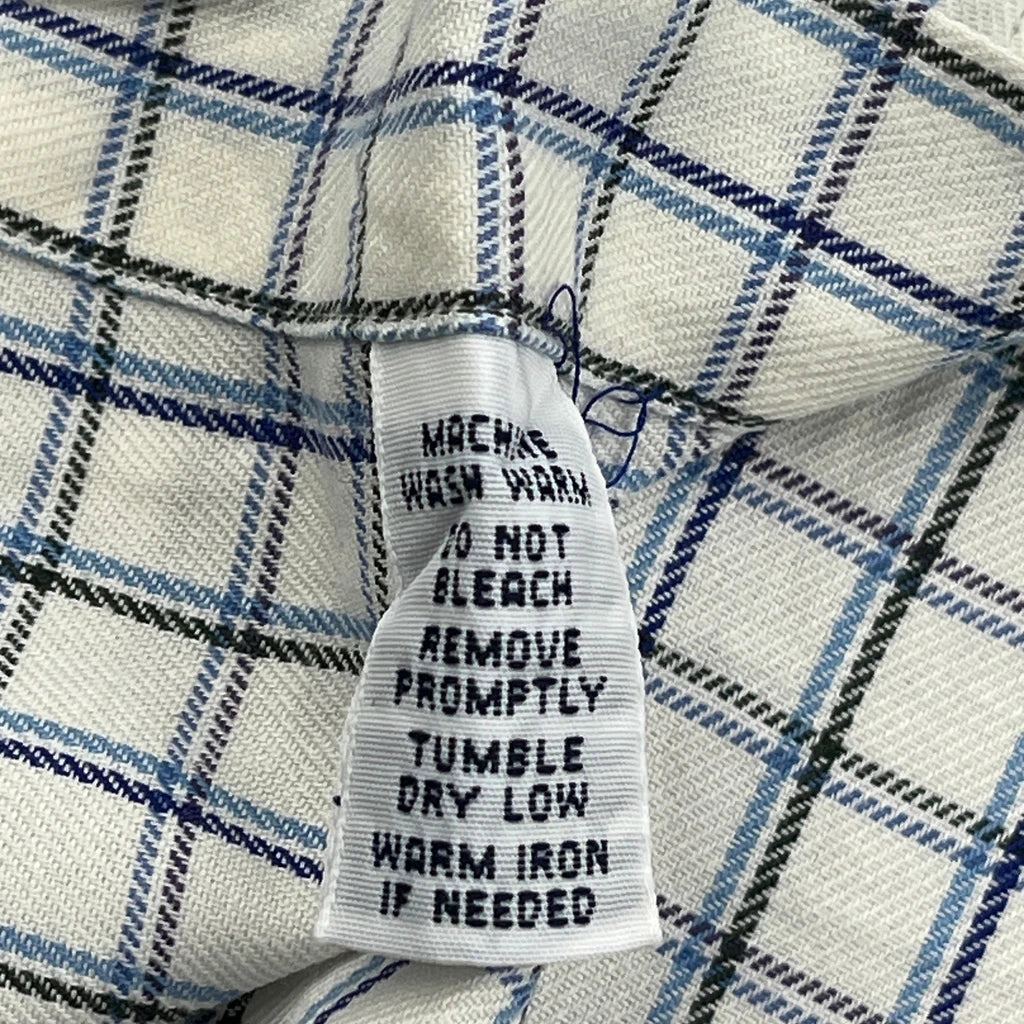 MACHINE
WASH WARM
DO NOT
BLEACH
REMOVE
PROMPTLY
TUMBLE
DRY LOW
WARM IRON
IF NEEDED